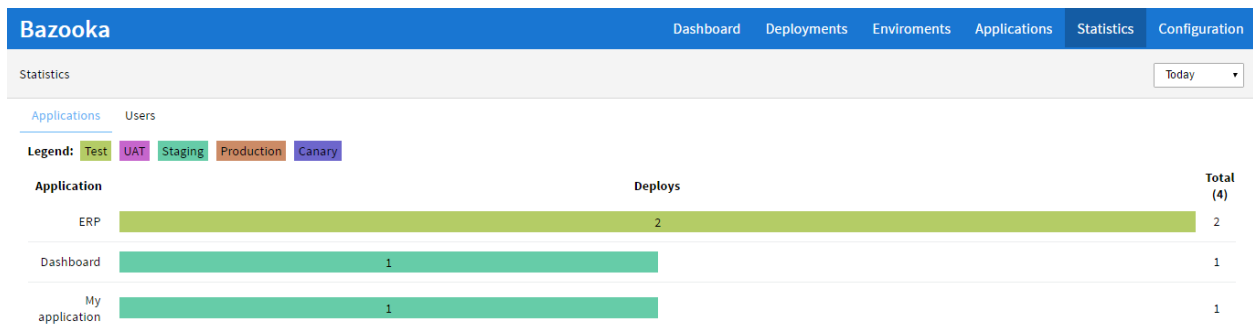 Bazooka Dashboard Deployments Enviroments Applications Statistics Configuration
Statistics Today
Applications Users
Legend: Test UAT Staging Production Canary
Application Deploys Total
(4)
ERP 2 2
Dashboard 1 1
My
application 1 1